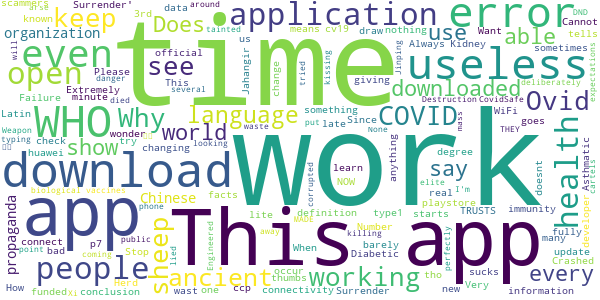 scammers Surrender' 3rd data around DND
are known keep Does application error Cannot
organization official draw nothing use Want
even time This see us means cv19 able Always Kidney tells
Please danger Jahangir change kissing Jinping will sometimes expectations
open died giving useless
Failure Extremely several tried downloaded Ovid
Latin minute Since Destruction CovidSafe deliberately
WHO Why language something COVID WiFi THEY
Weapon typing wonder try world put late None mass goes
check looking work anything degree doesnt
huawei changing show waste say health
download facts learn NOW real elite I'm TRUSTS Asthmatic
biological vaccines corrupted playstore immunity cartels
propaganda app phone sheep Chinese lite definition type1 starts developer
connect p7 public lied This app Number killing fully
How point bad people Stop Engineered ancient When MADE barely working Diabetic many Crashed every
funded Xi coming Herd thumbs occur tho perfectly sucks Very update
conclusion wast one ccp connectivity away Surrender new information